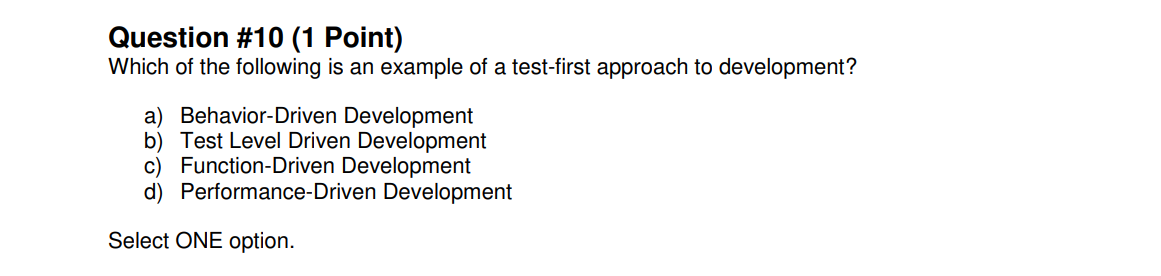 Question #10 (1 Point)
Which of the following is an example of a test-first approach to development?
a) Behavior-Driven Development
b) Test Level Driven Development
c) Function-Driven Development
d) Performance-Driven Development
Select ONE option.